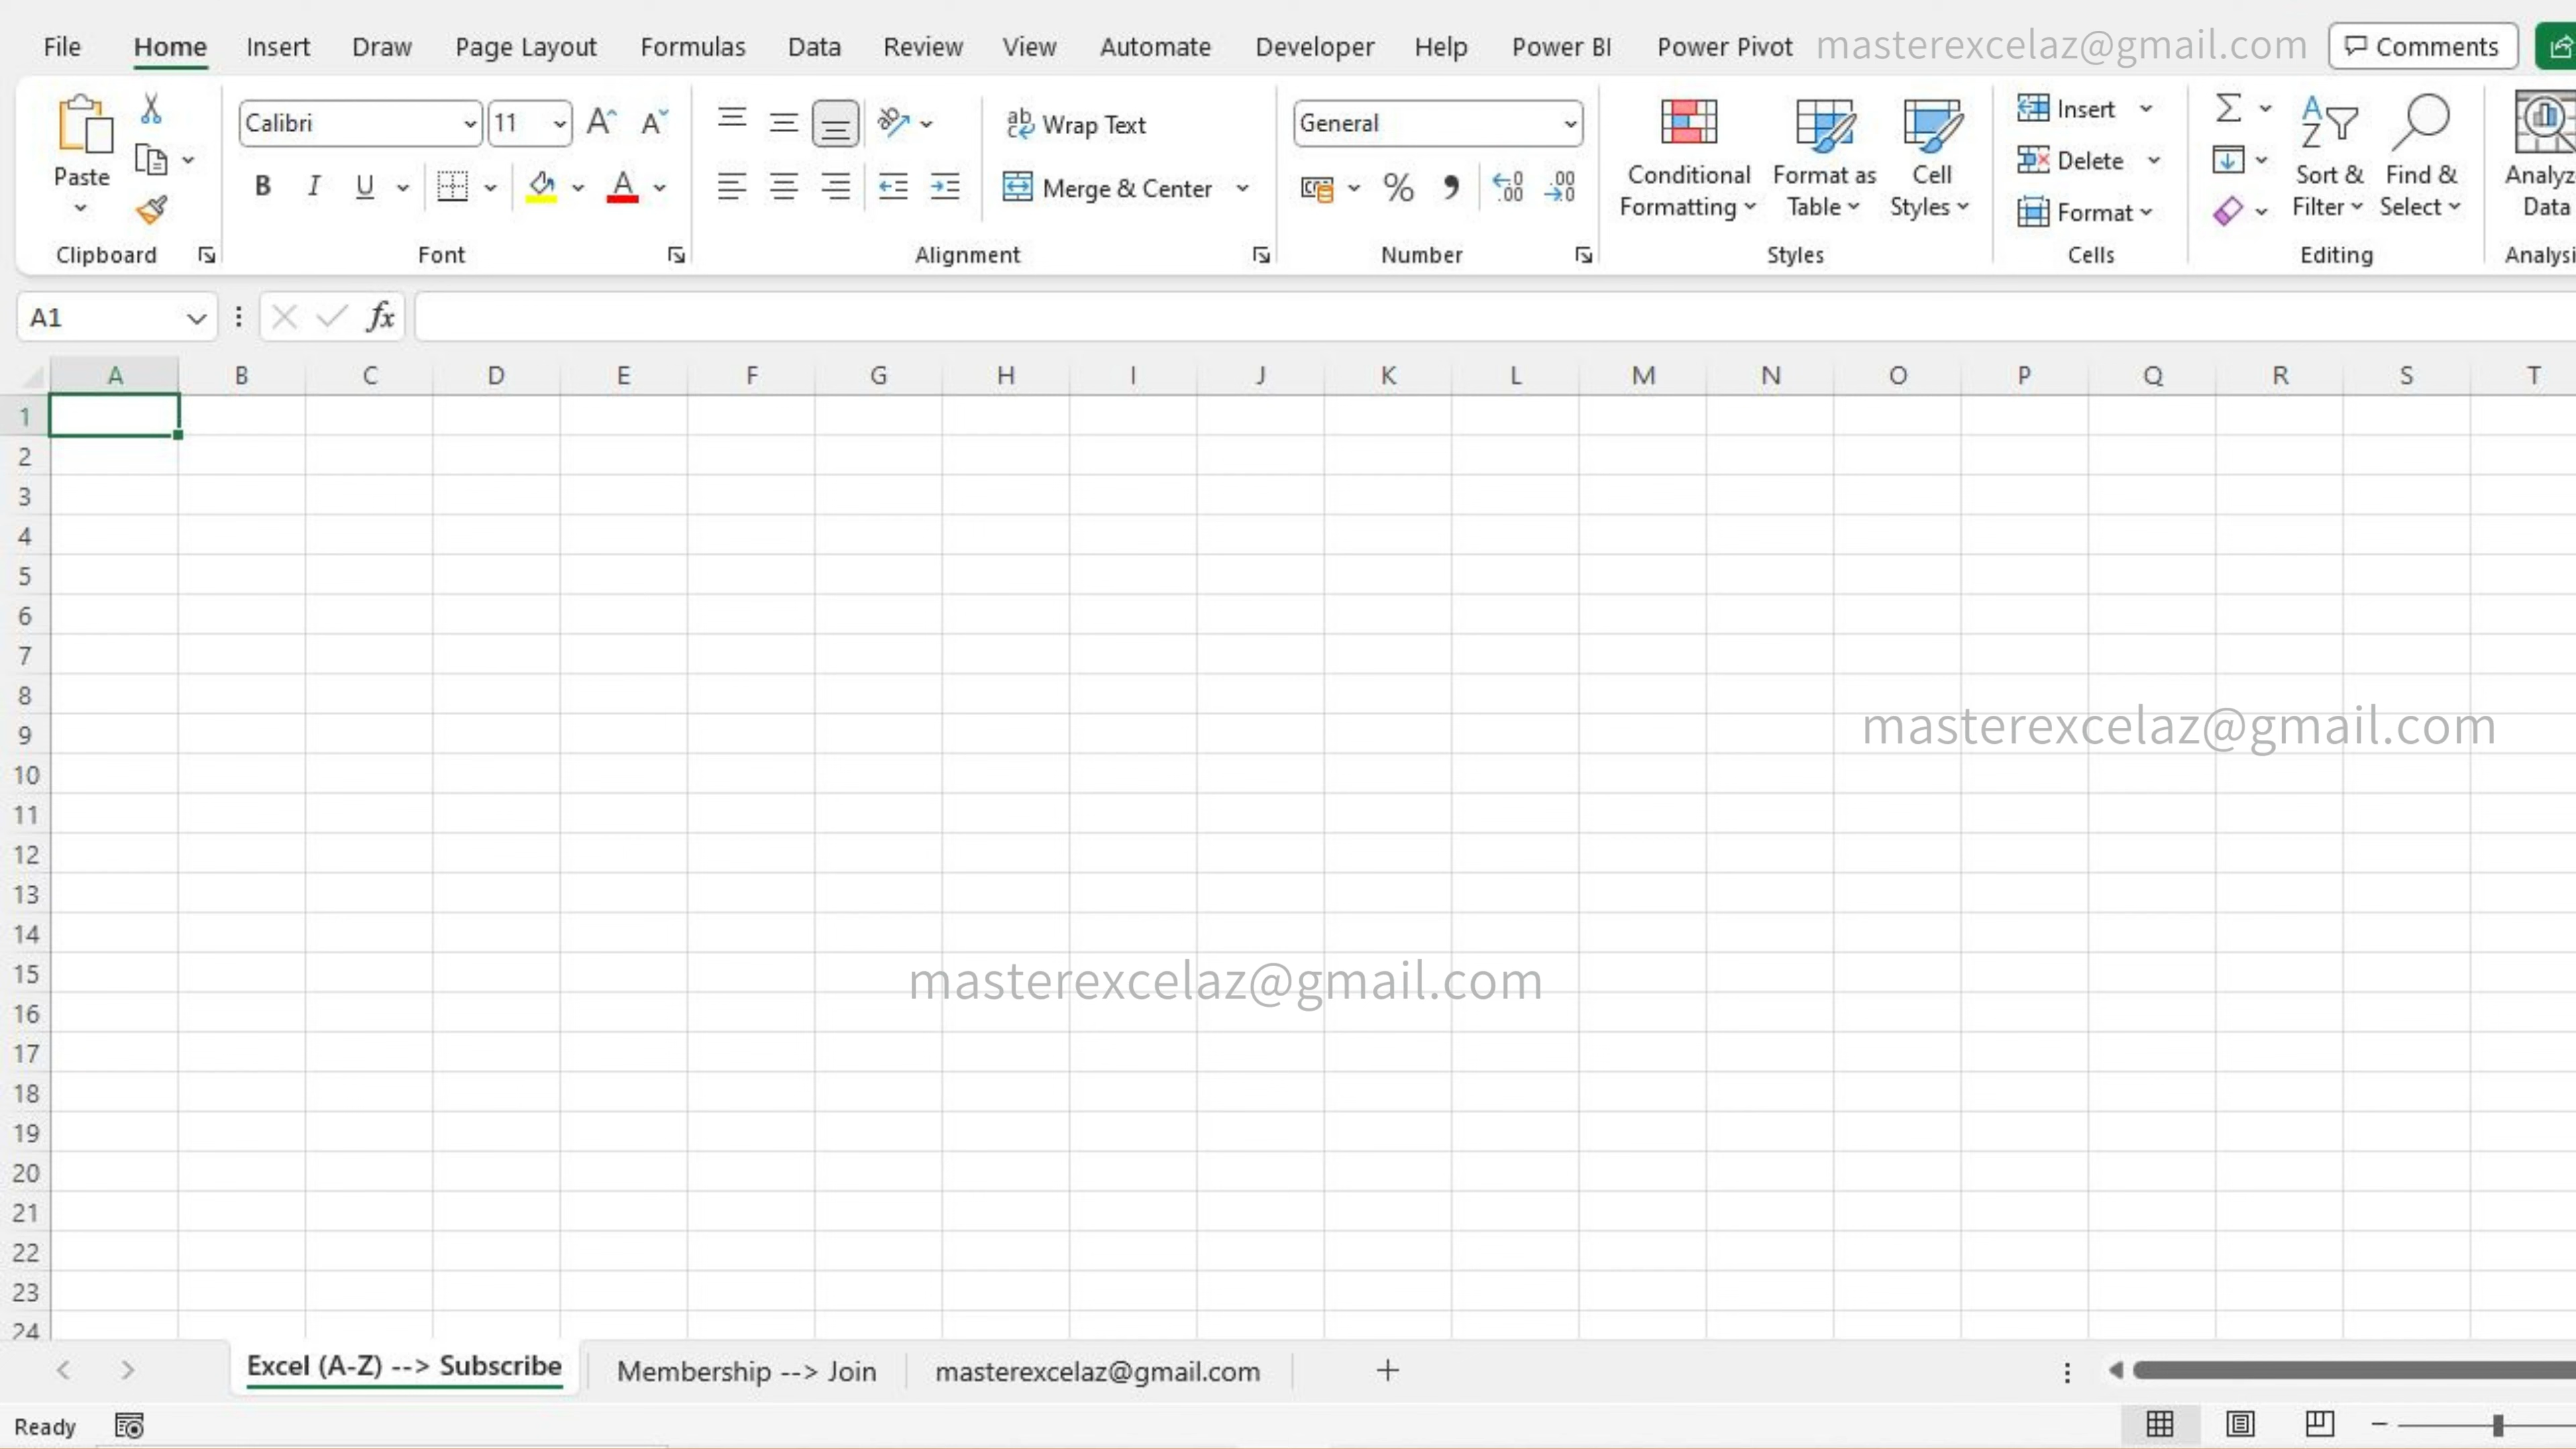 File Home Insert Draw Page Layout Formulas Data Review View Automate Developer Help Power BI Power Pivot masterexcelaz@gmail.com Comments
Calibri 11 Wrap Text General Insert
Paste Conditional Format as Cell Delete Sort & Find & Analyz
B I U Merge & Center % Formatting Table Styles Format Filter Select Data
Clipboard Font Alignment Number Styles Cells Editing Analysi
A1 fx
A B C D E F G H I J K L M N O P Q R S T
1
2
3
4
5
6
7
8
9 masterexcelaz@gmail.com
10
11
12
13
14
15 masterexcelaz@gmail.com
16
17
18
19
20
21
22
23
24
Excel (A-Z) --> Subscribe Membership --> Join masterexcelaz@gmail.com
Ready